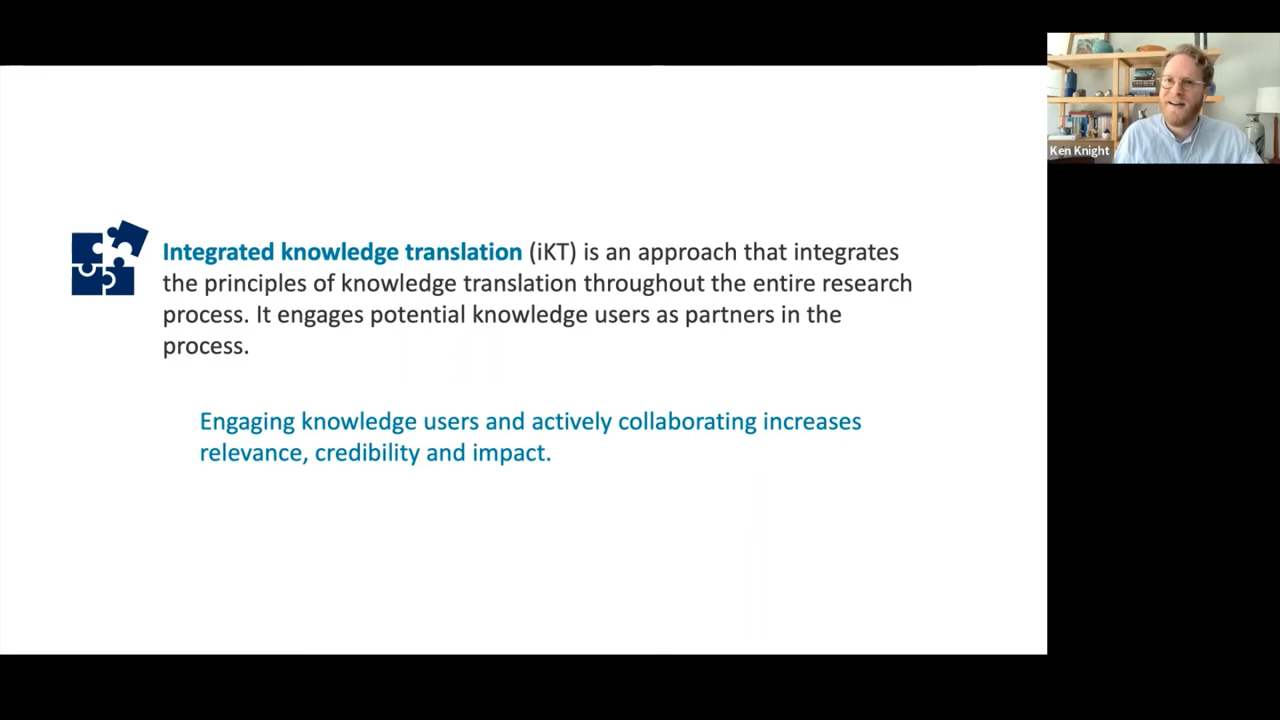 Integrated knowledge translation (iKT) is an approach that integrates
the principles of knowledge translation throughout the entire research
process. It engages potential knowledge users as partners in the
process.
Engaging knowledge users and actively collaborating increases
relevance, credibility and impact.
Ken Knight